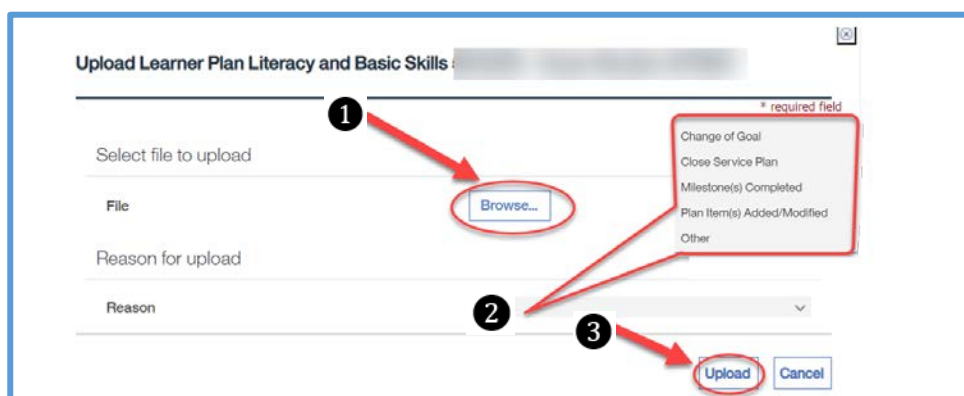 Upload Learner Plan Literacy and Basic Skills
* required field
1
Select file to upload
File
Browse...
Change of Goal
Close Service Plan
Milestone(s) Completed
Plan Item(s) Added/Modified
Other
Reason for upload
Reason
2
3
Upload
Cancel